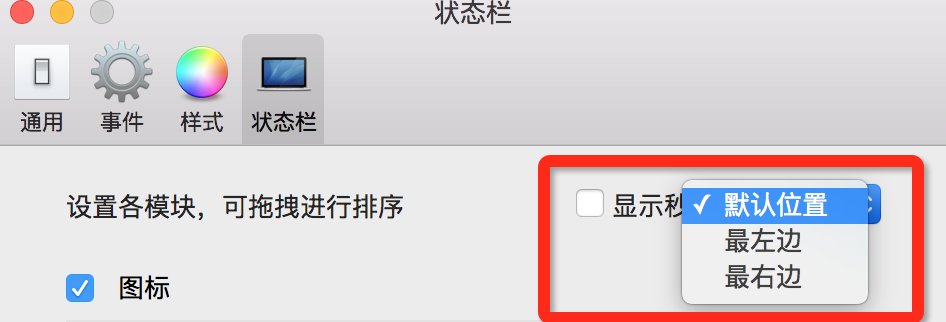 状态栏
通用 事件 样式 状态栏
设置各模块，可拖拽进行排序
显示秒
✓ 默认位置
最左边
最右边
图标